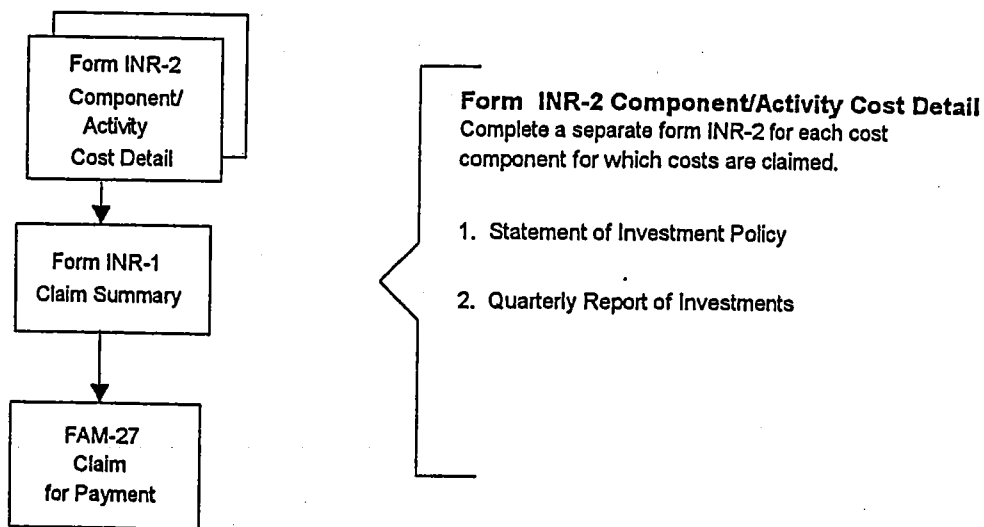 Form INR-2
Component/
Activity
Cost Detail
Form INR-1
Claim Summary
FAM-27
Claim
for Payment
Form INR-2 Component/Activity Cost Detail
Complete a separate form INR-2 for each cost
component for which costs are claimed.
1. Statement of Investment Policy
2. Quarterly Report of Investments